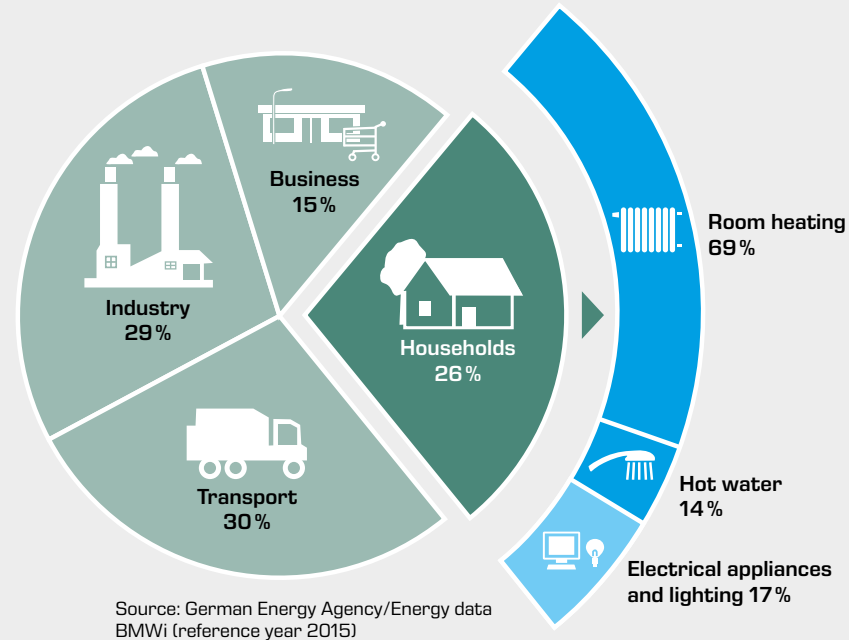 Business
15 %
Industry
29 %
Households
26 %
Transport
30 %
Room heating
69 %
Hot water
14 %
Electrical appliances
and lighting 17 %
Source: German Energy Agency/Energy data
BMWi (reference year 2015)